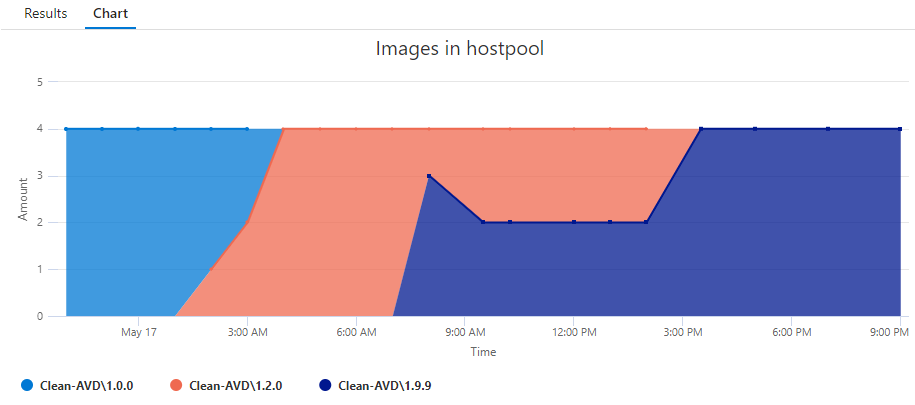 Results Chart
Images in hostpool
5
4
3
2
1
0
Amount
May 17 3:00 AM 6:00 AM 9:00 AM 12:00 PM 3:00 PM 6:00 PM 9:00 PM
Time
Clean-AVD\1.0.0 Clean-AVD\1.2.0 Clean-AVD\1.9.9